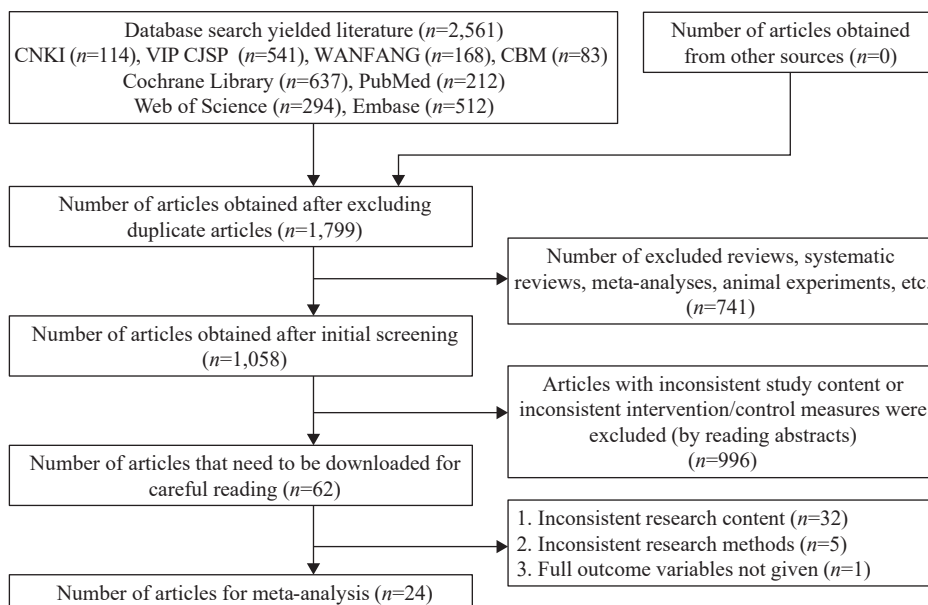 Database search yielded literature (n=2,561)
CNKI (n=114), VIP CJSP (n=541), WANFANG (n=168), CBM (n=83)
Cochrane Library (n=637), PubMed (n=212)
Web of Science (n=294), Embase (n=512)
Number of articles obtained
from other sources (n=0)
Number of articles obtained after excluding
duplicate articles (n=1,799)
Number of excluded reviews, systematic
reviews, meta-analyses, animal experiments, etc.
(n=741)
Number of articles obtained after initial screening
(n=1,058)
Articles with inconsistent study content or
inconsistent intervention/control measures were
excluded (by reading abstracts)
(n=996)
Number of articles that need to be downloaded for
careful reading (n=62)
1. Inconsistent research content (n=32)
2. Inconsistent research methods (n=5)
3. Full outcome variables not given (n=1)
Number of articles for meta-analysis (n=24)